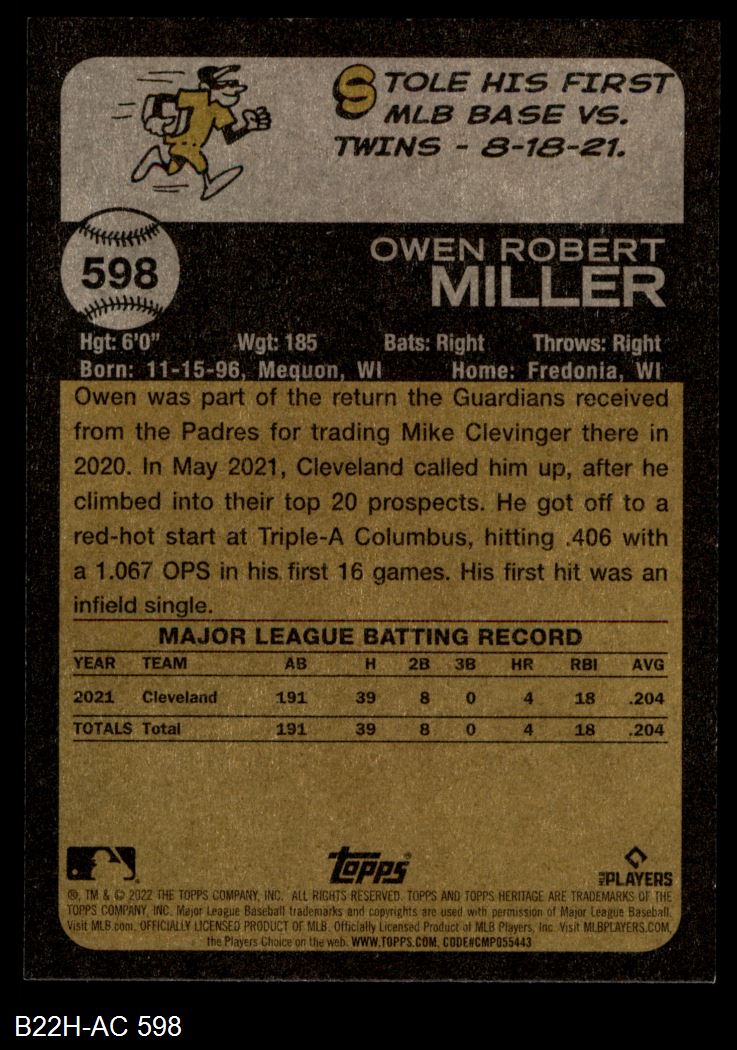 STOLE HIS FIRST
MLB BASE VS.
TWINS - 8-18-21.
598
OWEN ROBERT
MILLER
Hgt: 6'0" Wgt: 185 Bats: Right Throws: Right
Born: 11-15-96, Mequon, WI Home: Fredonia, WI
Owen was part of the return the Guardians received
from the Padres for trading Mike Clevinger there in
2020. In May 2021, Cleveland called him up, after he
climbed into their top 20 prospects. He got off to a
red-hot start at Triple-A Columbus, hitting .406 with
a 1.067 OPS in his first 16 games. His first hit was an
infield single.
MAJOR LEAGUE BATTING RECORD
YEAR TEAM AB H 2B 3B HR RBI AVG
2021 Cleveland 191 39 8 0 4 18 .204
TOTALS Total 191 39 8 0 4 18 .204
Topps
MLB PLAYERS
®, TM & © 2022 THE TOPPS COMPANY, INC. ALL RIGHTS RESERVED. TOPPS AND TOPPS HERITAGE ARE TRADEMARKS OF THE
TOPPS COMPANY, INC. Major League Baseball trademarks and copyrights are used with permission of Major League Baseball.
Visit MLB.com. OFFICIALLY LICENSED PRODUCT OF MLB. Officially Licensed Product of MLB Players, Inc. Visit MLBPLAYERS.COM,
the Players Choice on the web. WWW.TOPPS.COM. CODE#CMP055443
B22H-AC 598